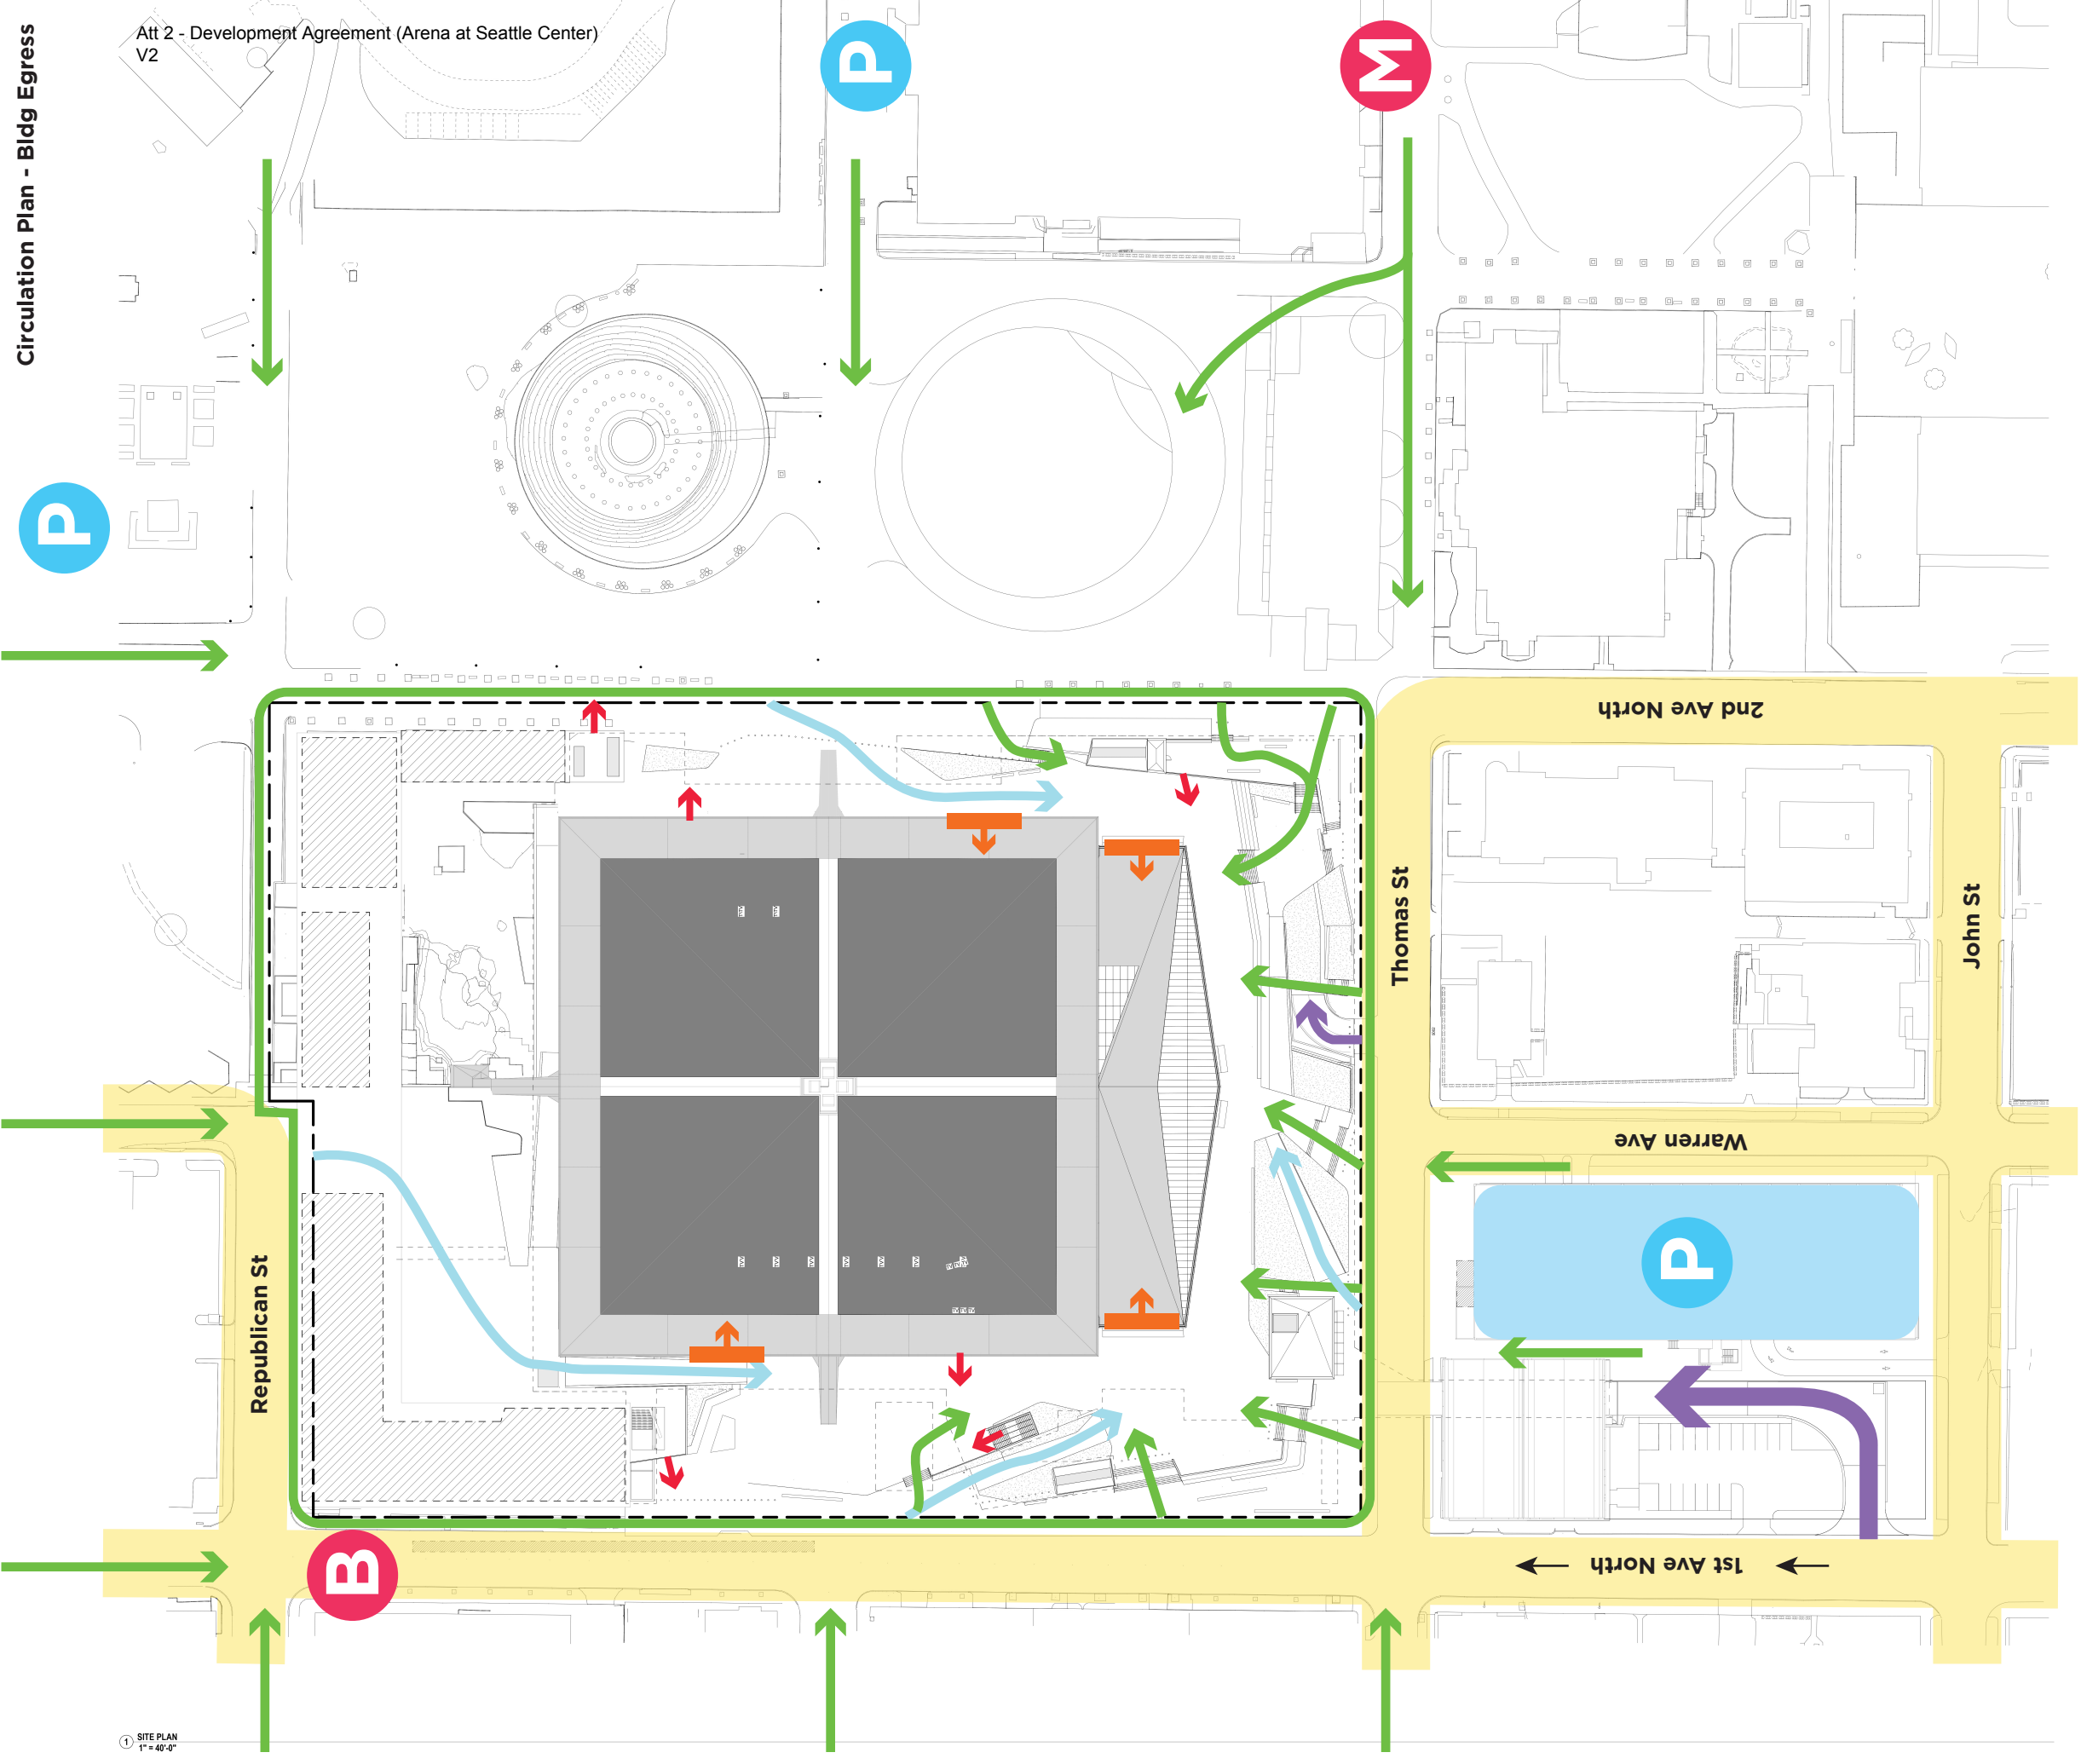 Att 2 - Development Agreement (Arena at Seattle Center)
V2
Circulation Plan - Bldg Egress
P
M
P
2nd Ave North
Thomas St
John St
Warren Ave
P
Republican St
B
1st Ave North
1 SITE PLAN
1" = 40'-0"